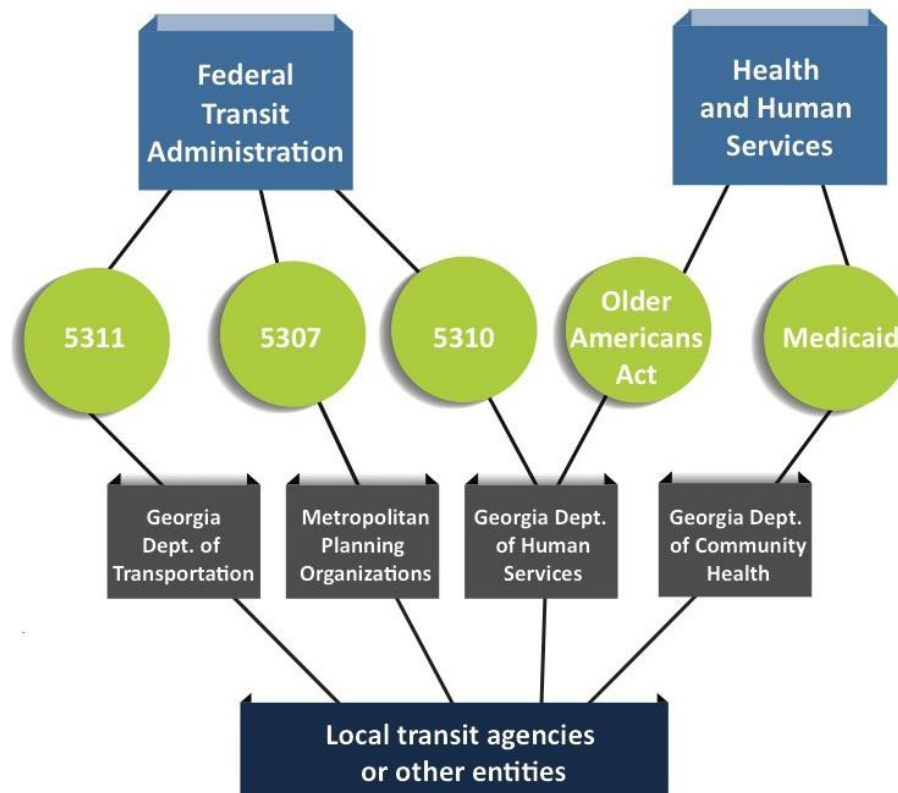 Federal
Transit
Administration
Health
and Human
Services
5311
5307
5310
Older
Americans
Act
Medicaid
Georgia
Dept. of
Transportation
Metropolitan
Planning
Organizations
Georgia Dept.
of Human
Services
Georgia Dept.
of Community
Health
Local transit agencies
or other entities